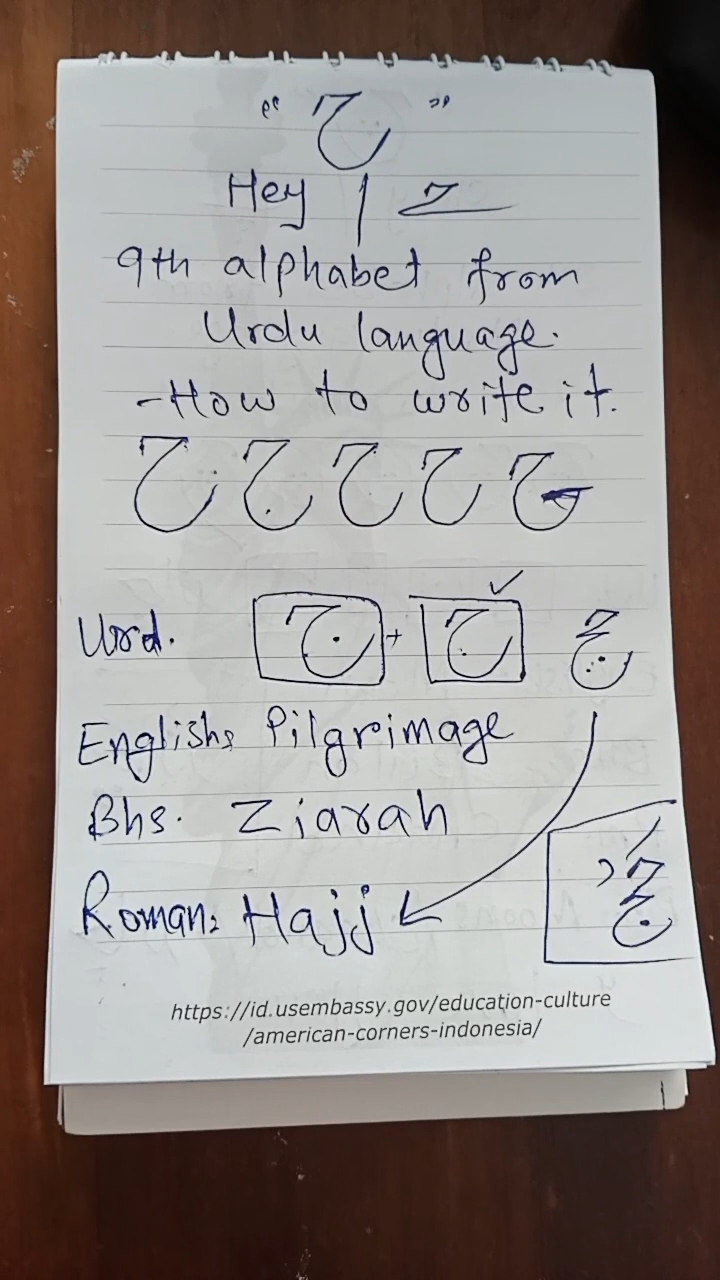 “ ح ”
Hey / ح
9th alphabet from
Urdu language.
- How to write it.
ح ح ح ح ح
Urd. ج + ح حج
English: Pilgrimage
Bhs. Ziarah
Roman: Hajj
حج
https://id.usembassy.gov/education-culture
/american-corners-indonesia/